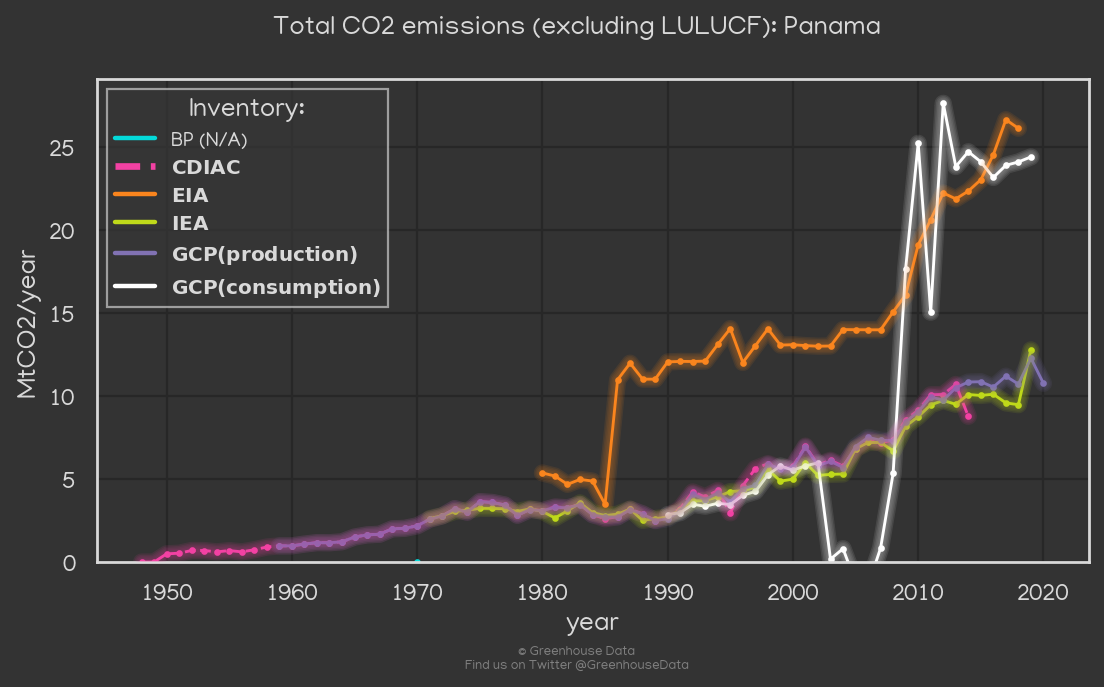 Total CO2 emissions (excluding LULUCF): Panama
Inventory:
BP (N/A)
CDIAC
EIA
IEA
GCP(production)
GCP(consumption)
MtCO2/year
25
20
15
10
5
0
1950 1960 1970 1980 1990 2000 2010 2020
year
© Greenhouse Data
Find us on Twitter @GreenhouseData